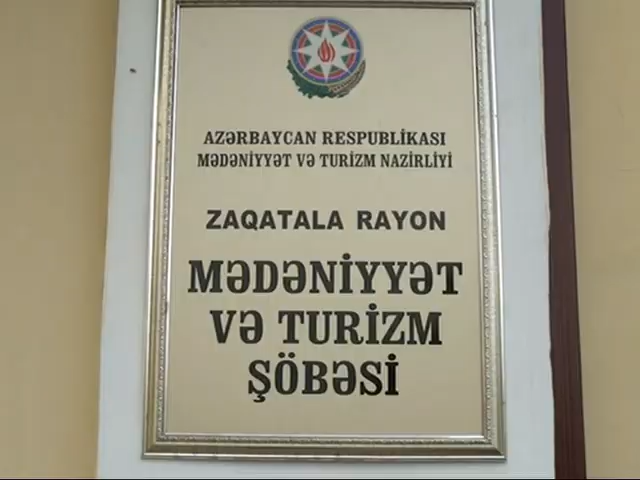 AZƏRBAYCAN RESPUBLİKASI
MƏDƏNİYYƏT VƏ TURİZM NAZİRLİYİ
ZAQATALA RAYON
MƏDƏNİYYƏT
VƏ TURİZM
ŞÖBƏSİ